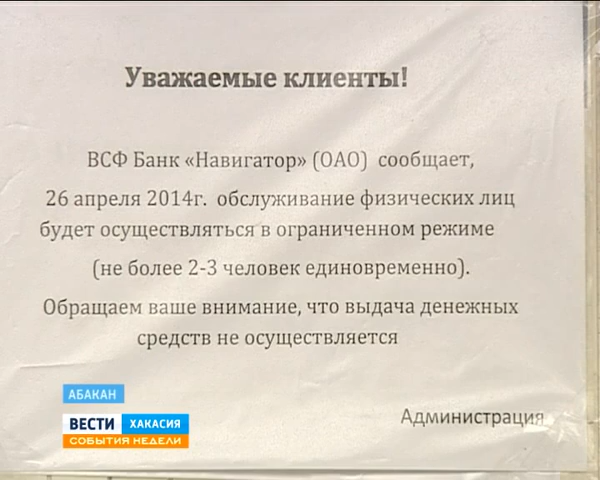 Уважаемые клиенты!
ВСФ Банк «Навигатор» (ОАО) сообщает,
26 апреля 2014г. обслуживание физических лиц
будет осуществляться в ограниченном режиме
(не более 2-3 человек единовременно).
Обращаем ваше внимание, что выдача денежных
средств не осуществляется
Администрация
АБАКАН
ВЕСТИ ХАКАСИЯ
СОБЫТИЯ НЕДЕЛИ